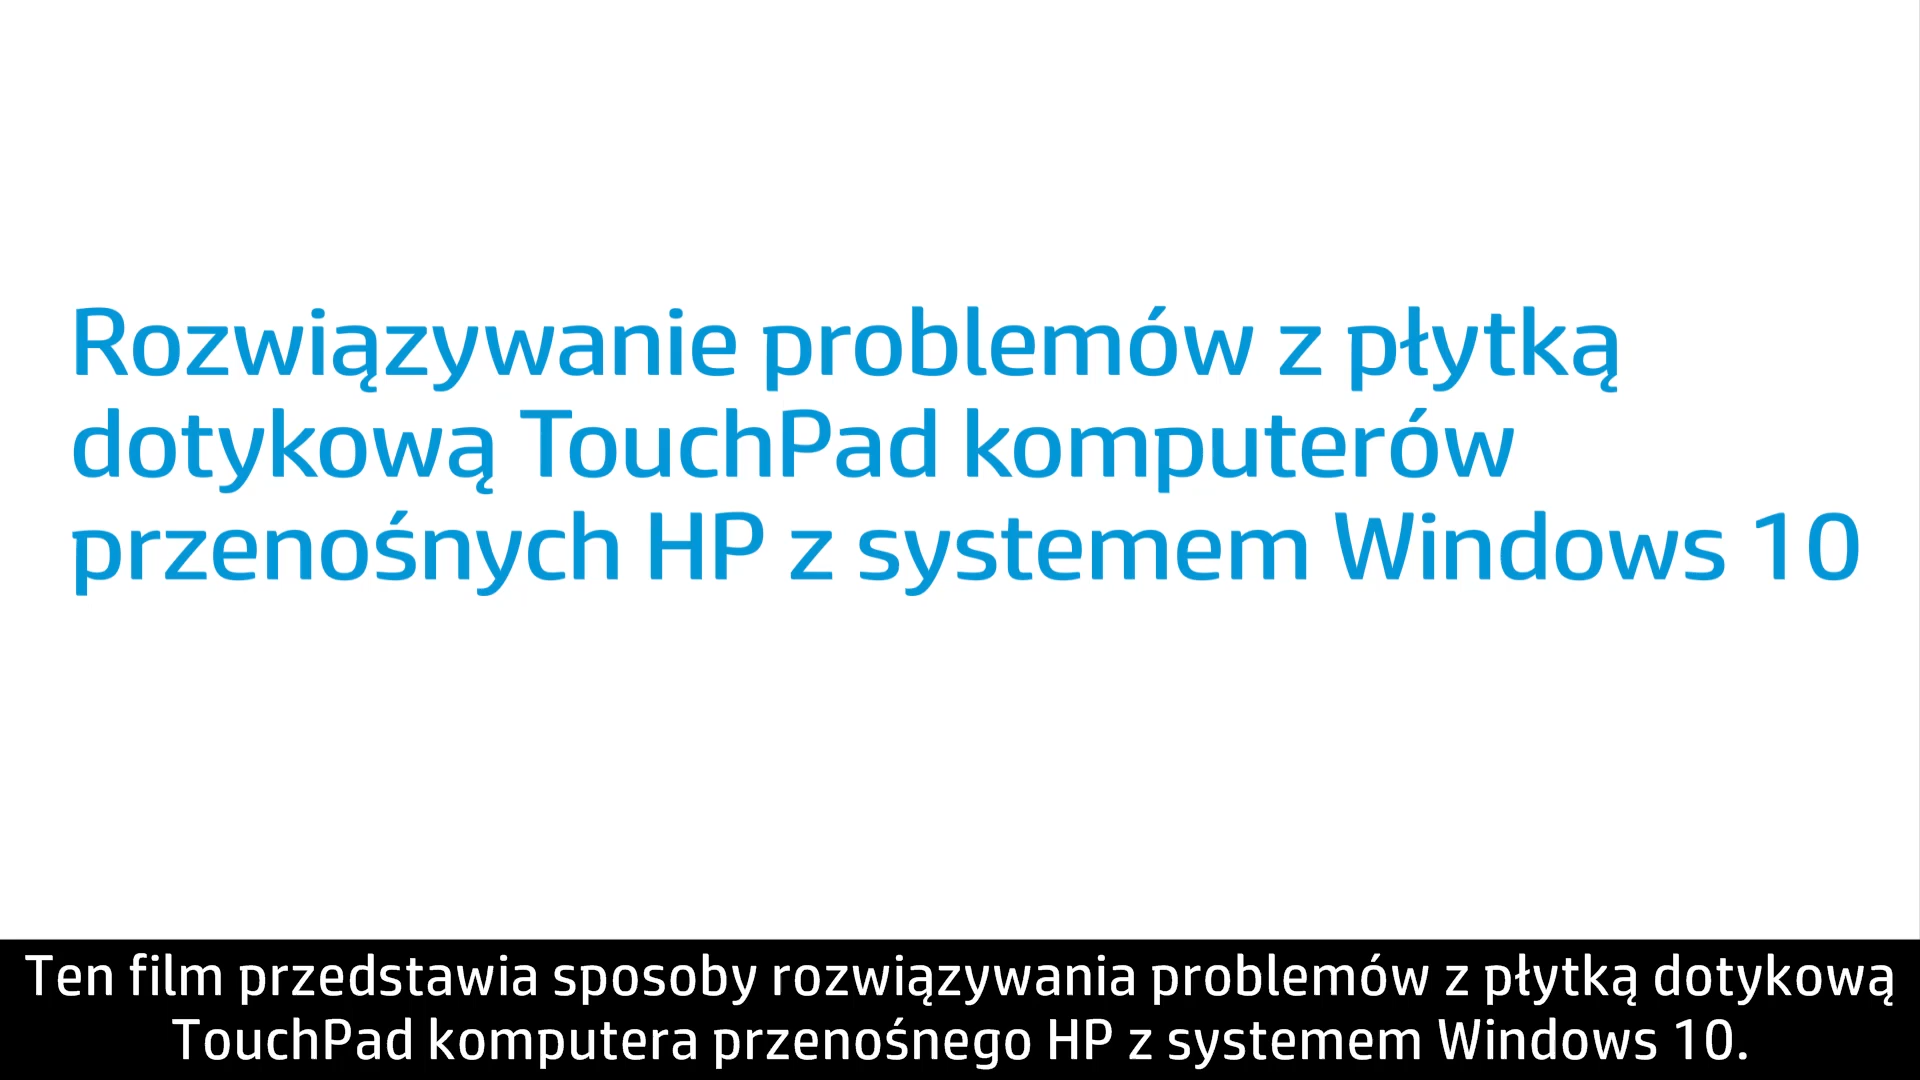 Rozwiązywanie problemów z płytką
dotykową TouchPad komputerów
przenośnych HP z systemem Windows 10
Ten film przedstawia sposoby rozwiązywania problemów z płytką dotykową
TouchPad komputera przenośnego HP z systemem Windows 10.